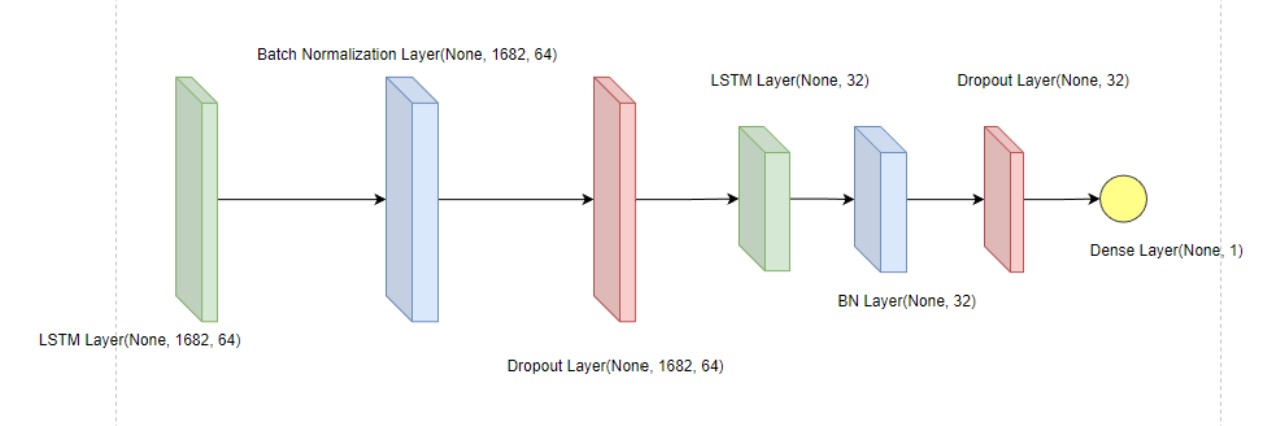 Batch Normalization Layer(None, 1682, 64)
LSTM Layer(None, 32)
Dropout Layer(None, 32)
Dense Layer(None, 1)
BN Layer(None, 32)
LSTM Layer(None, 1682, 64)
Dropout Layer(None, 1682, 64)